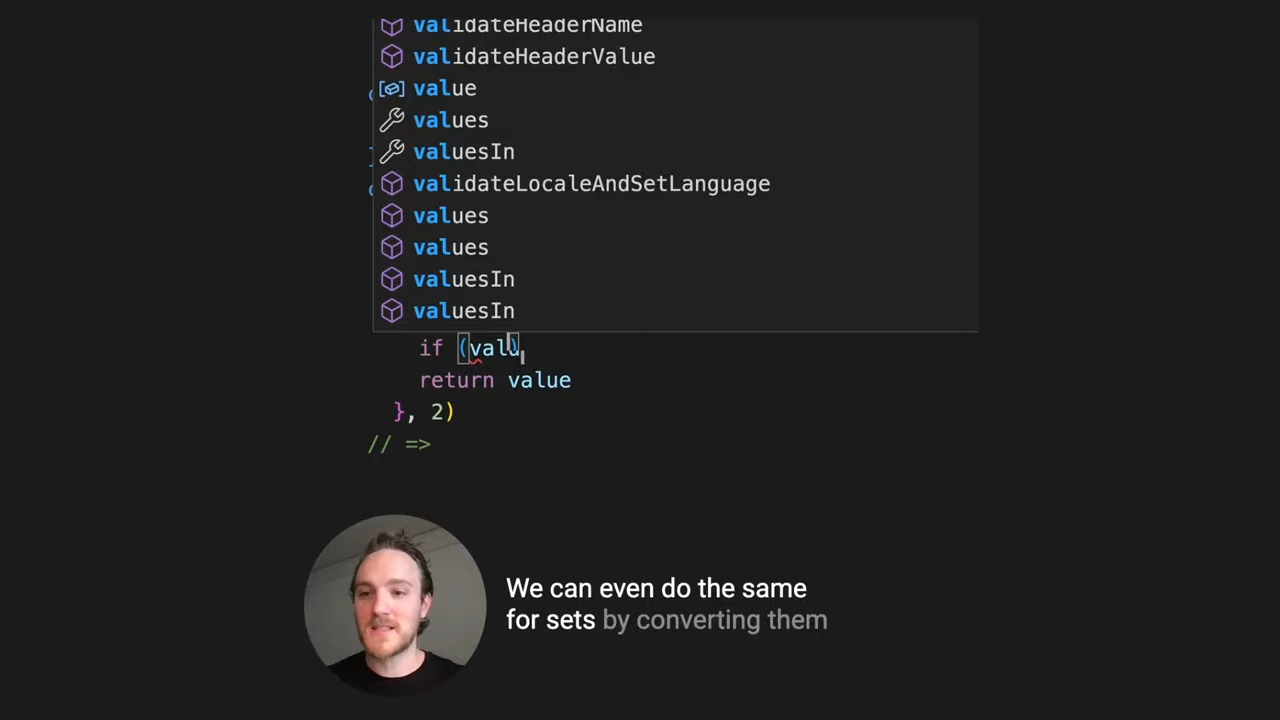 validateHeaderName
validateHeaderValue
value
values
valuesIn
validateLocaleAndSetLanguage
values
values
valuesIn
valuesIn
if (valu)
return value
}, 2)
// =>
We can even do the same
for sets by converting them